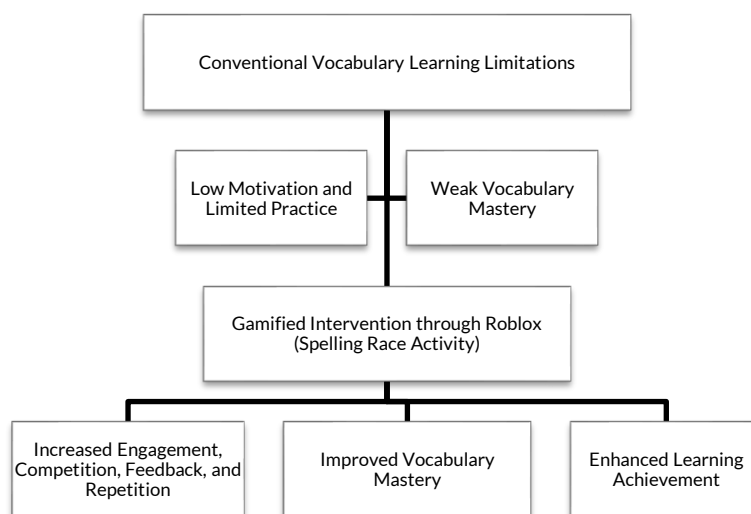 Conventional Vocabulary Learning Limitations
Low Motivation and
Limited Practice
Weak Vocabulary
Mastery
Gamified Intervention through Roblox
(Spelling Race Activity)
Increased Engagement,
Competition, Feedback, and
Repetition
Improved Vocabulary
Mastery
Enhanced Learning
Achievement